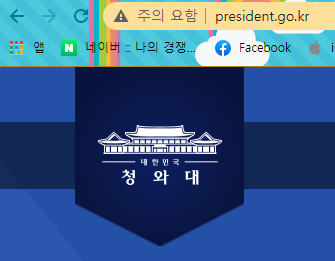 주의 요함 president.go.kr
앱 네이버 :: 나의 경쟁... Facebook
대한민국
청와대